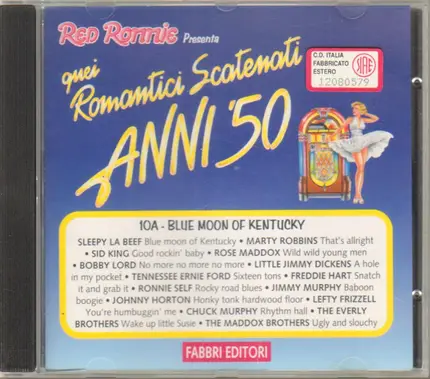 RED RONNIE Presenta
C.D. ITALIA
FABBRICATO
ESTERO
SIAE
12080579
quei
Romantici Scatenati
ANNI '50
10A - BLUE MOON OF KENTUCKY
SLEEPY LA BEEF Blue moon of Kentucky • MARTY ROBBINS That's allright
• SID KING Good rockin' baby • ROSE MADDOX Wild wild young men
• BOBBY LORD No more no more no more • LITTLE JIMMY DICKENS A hole
in my pocket • TENNESSEE ERNIE FORD Sixteen tons • FREDDIE HART Snatch
it and grab it • RONNIE SELF Rocky road blues • JIMMY MURPHY Baboon
boogie • JOHNNY HORTON Honky tonk hardwood floor • LEFTY FRIZZELL
You're humbuggin' me • CHUCK MURPHY Rhythm hall • THE EVERLY
BROTHERS Wake up little Susie • THE MADDOX BROTHERS Ugly and slouchy
FABBRI EDITORI